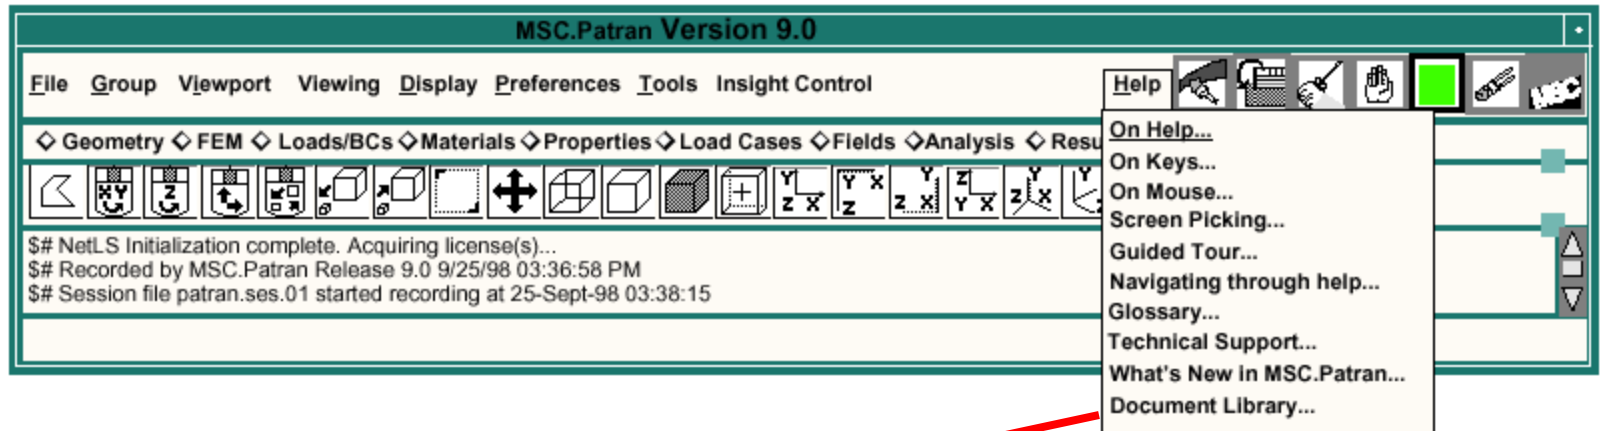 MSC.Patran Version 9.0
File Group Viewport Viewing Display Preferences Tools Insight Control Help
Geometry FEM Loads/BCs Materials Properties Load Cases Fields Analysis Resu
On Help...
On Keys...
On Mouse...
Screen Picking...
Guided Tour...
Navigating through help...
Glossary...
Technical Support...
What's New in MSC.Patran...
Document Library...
X Y
Z
Y
Z X
Y X
Z
Y
Z X
Z
Y X
Y
Z X
Y
$# NetLS Initialization complete. Acquiring license(s)...
$# Recorded by MSC.Patran Release 9.0 9/25/98 03:36:58 PM
$# Session file patran.ses.01 started recording at 25-Sept-98 03:38:15